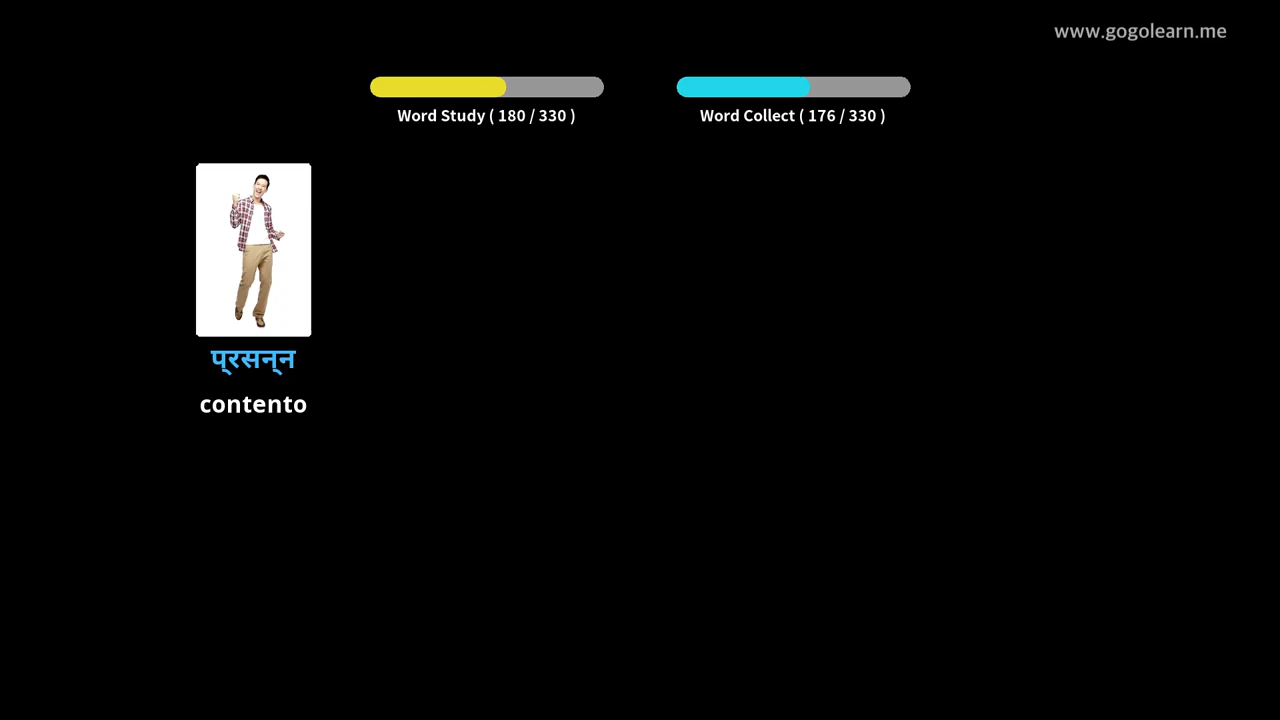 www.gogolearn.me
Word Study ( 180 / 330 )
Word Collect ( 176 / 330 )
प्रसन्न
contento